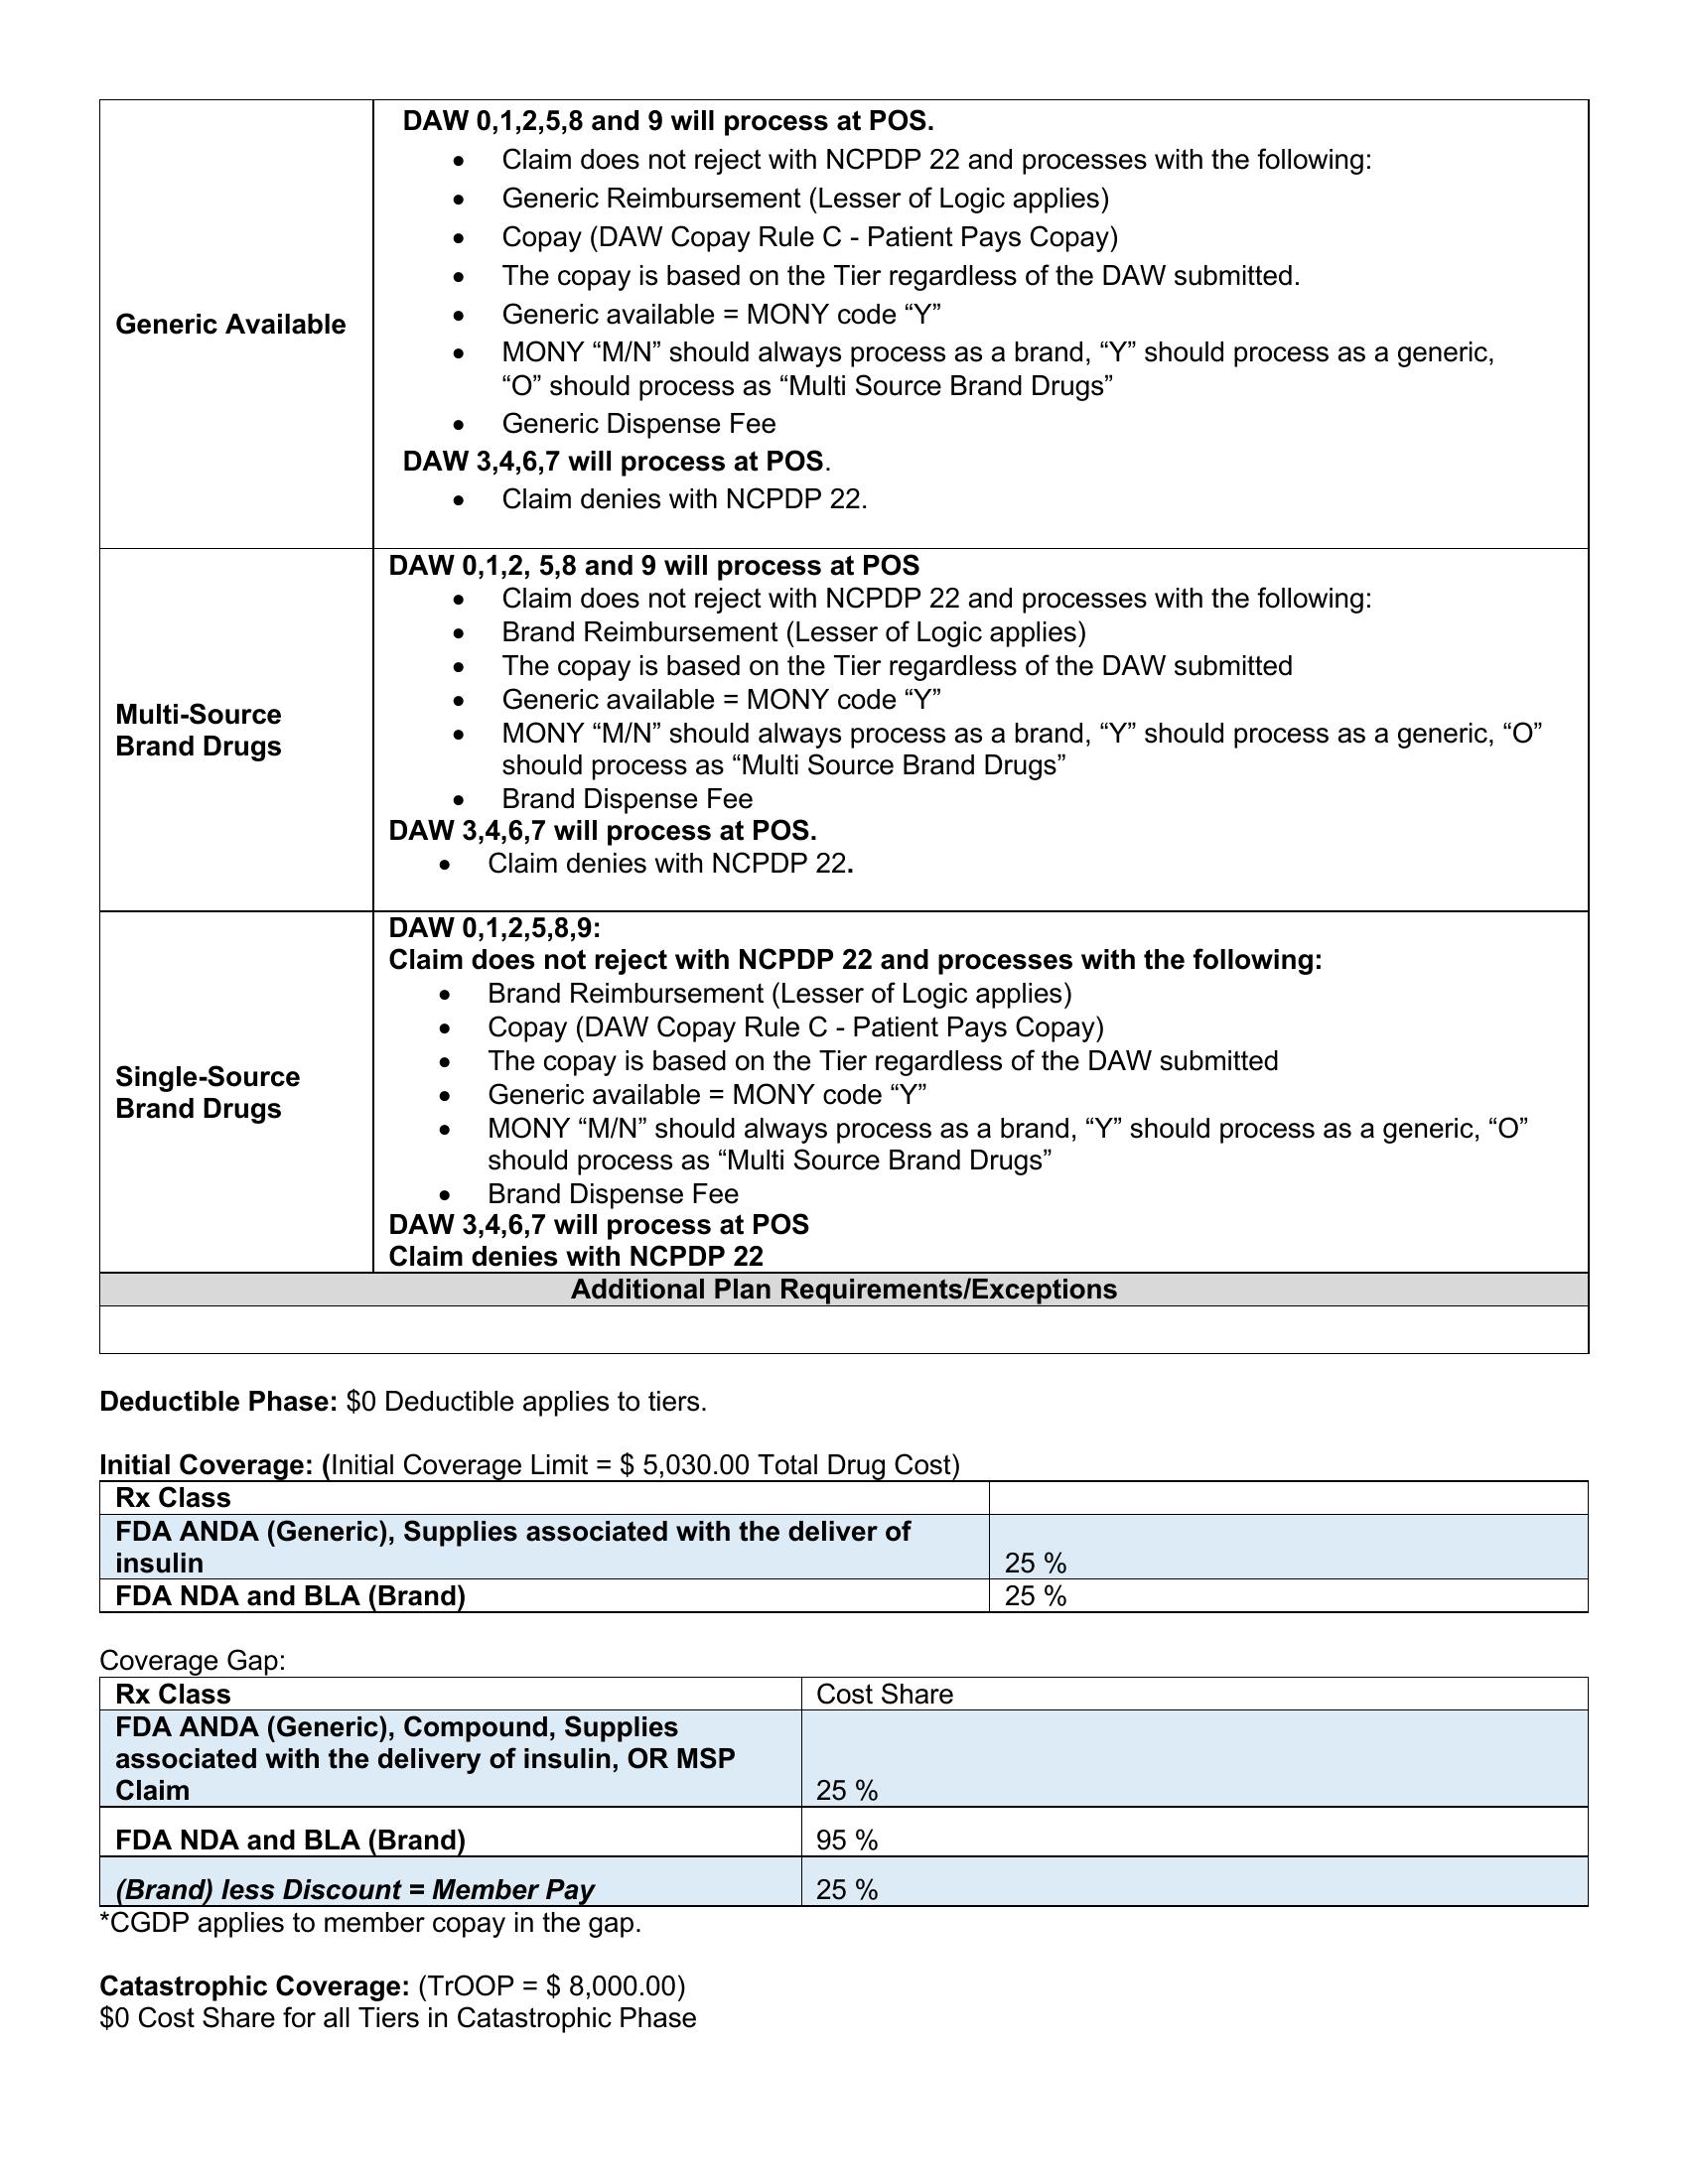 DAW 0,1,2,5,8 and 9 will process at POS.
• Claim does not reject with NCPDP 22 and processes with the following:
• Generic Reimbursement (Lesser of Logic applies)
• Copay (DAW Copay Rule C - Patient Pays Copay)
• The copay is based on the Tier regardless of the DAW submitted.
Generic Available
• Generic available = MONY code “Y”
• MONY “M/N” should always process as a brand, “Y” should process as a generic,
“O” should process as “Multi Source Brand Drugs”
• Generic Dispense Fee
DAW 3,4,6,7 will process at POS.
• Claim denies with NCPDP 22.
DAW 0,1,2, 5,8 and 9 will process at POS
• Claim does not reject with NCPDP 22 and processes with the following:
• Brand Reimbursement (Lesser of Logic applies)
• The copay is based on the Tier regardless of the DAW submitted
• Generic available = MONY code “Y”
Multi-Source
Brand Drugs
• MONY “M/N” should always process as a brand, “Y” should process as a generic, “O”
should process as “Multi Source Brand Drugs”
• Brand Dispense Fee
DAW 3,4,6,7 will process at POS.
• Claim denies with NCPDP 22.
DAW 0,1,2,5,8,9:
Claim does not reject with NCPDP 22 and processes with the following:
• Brand Reimbursement (Lesser of Logic applies)
• Copay (DAW Copay Rule C - Patient Pays Copay)
• The copay is based on the Tier regardless of the DAW submitted
Single-Source
Brand Drugs
• Generic available = MONY code “Y”
• MONY “M/N” should always process as a brand, “Y” should process as a generic, “O”
should process as “Multi Source Brand Drugs”
• Brand Dispense Fee
DAW 3,4,6,7 will process at POS
Claim denies with NCPDP 22
Additional Plan Requirements/Exceptions
Deductible Phase: $0 Deductible applies to tiers.
Initial Coverage: (Initial Coverage Limit = $ 5,030.00 Total Drug Cost)
Rx Class
FDA ANDA (Generic), Supplies associated with the deliver of
insulin 25 %
FDA NDA and BLA (Brand) 25 %
Coverage Gap:
Rx Class Cost Share
FDA ANDA (Generic), Compound, Supplies
associated with the delivery of insulin, OR MSP
Claim 25 %
FDA NDA and BLA (Brand) 95 %
(Brand) less Discount = Member Pay 25 %
*CGDP applies to member copay in the gap.
Catastrophic Coverage: (TrOOP = $ 8,000.00)
$0 Cost Share for all Tiers in Catastrophic Phase